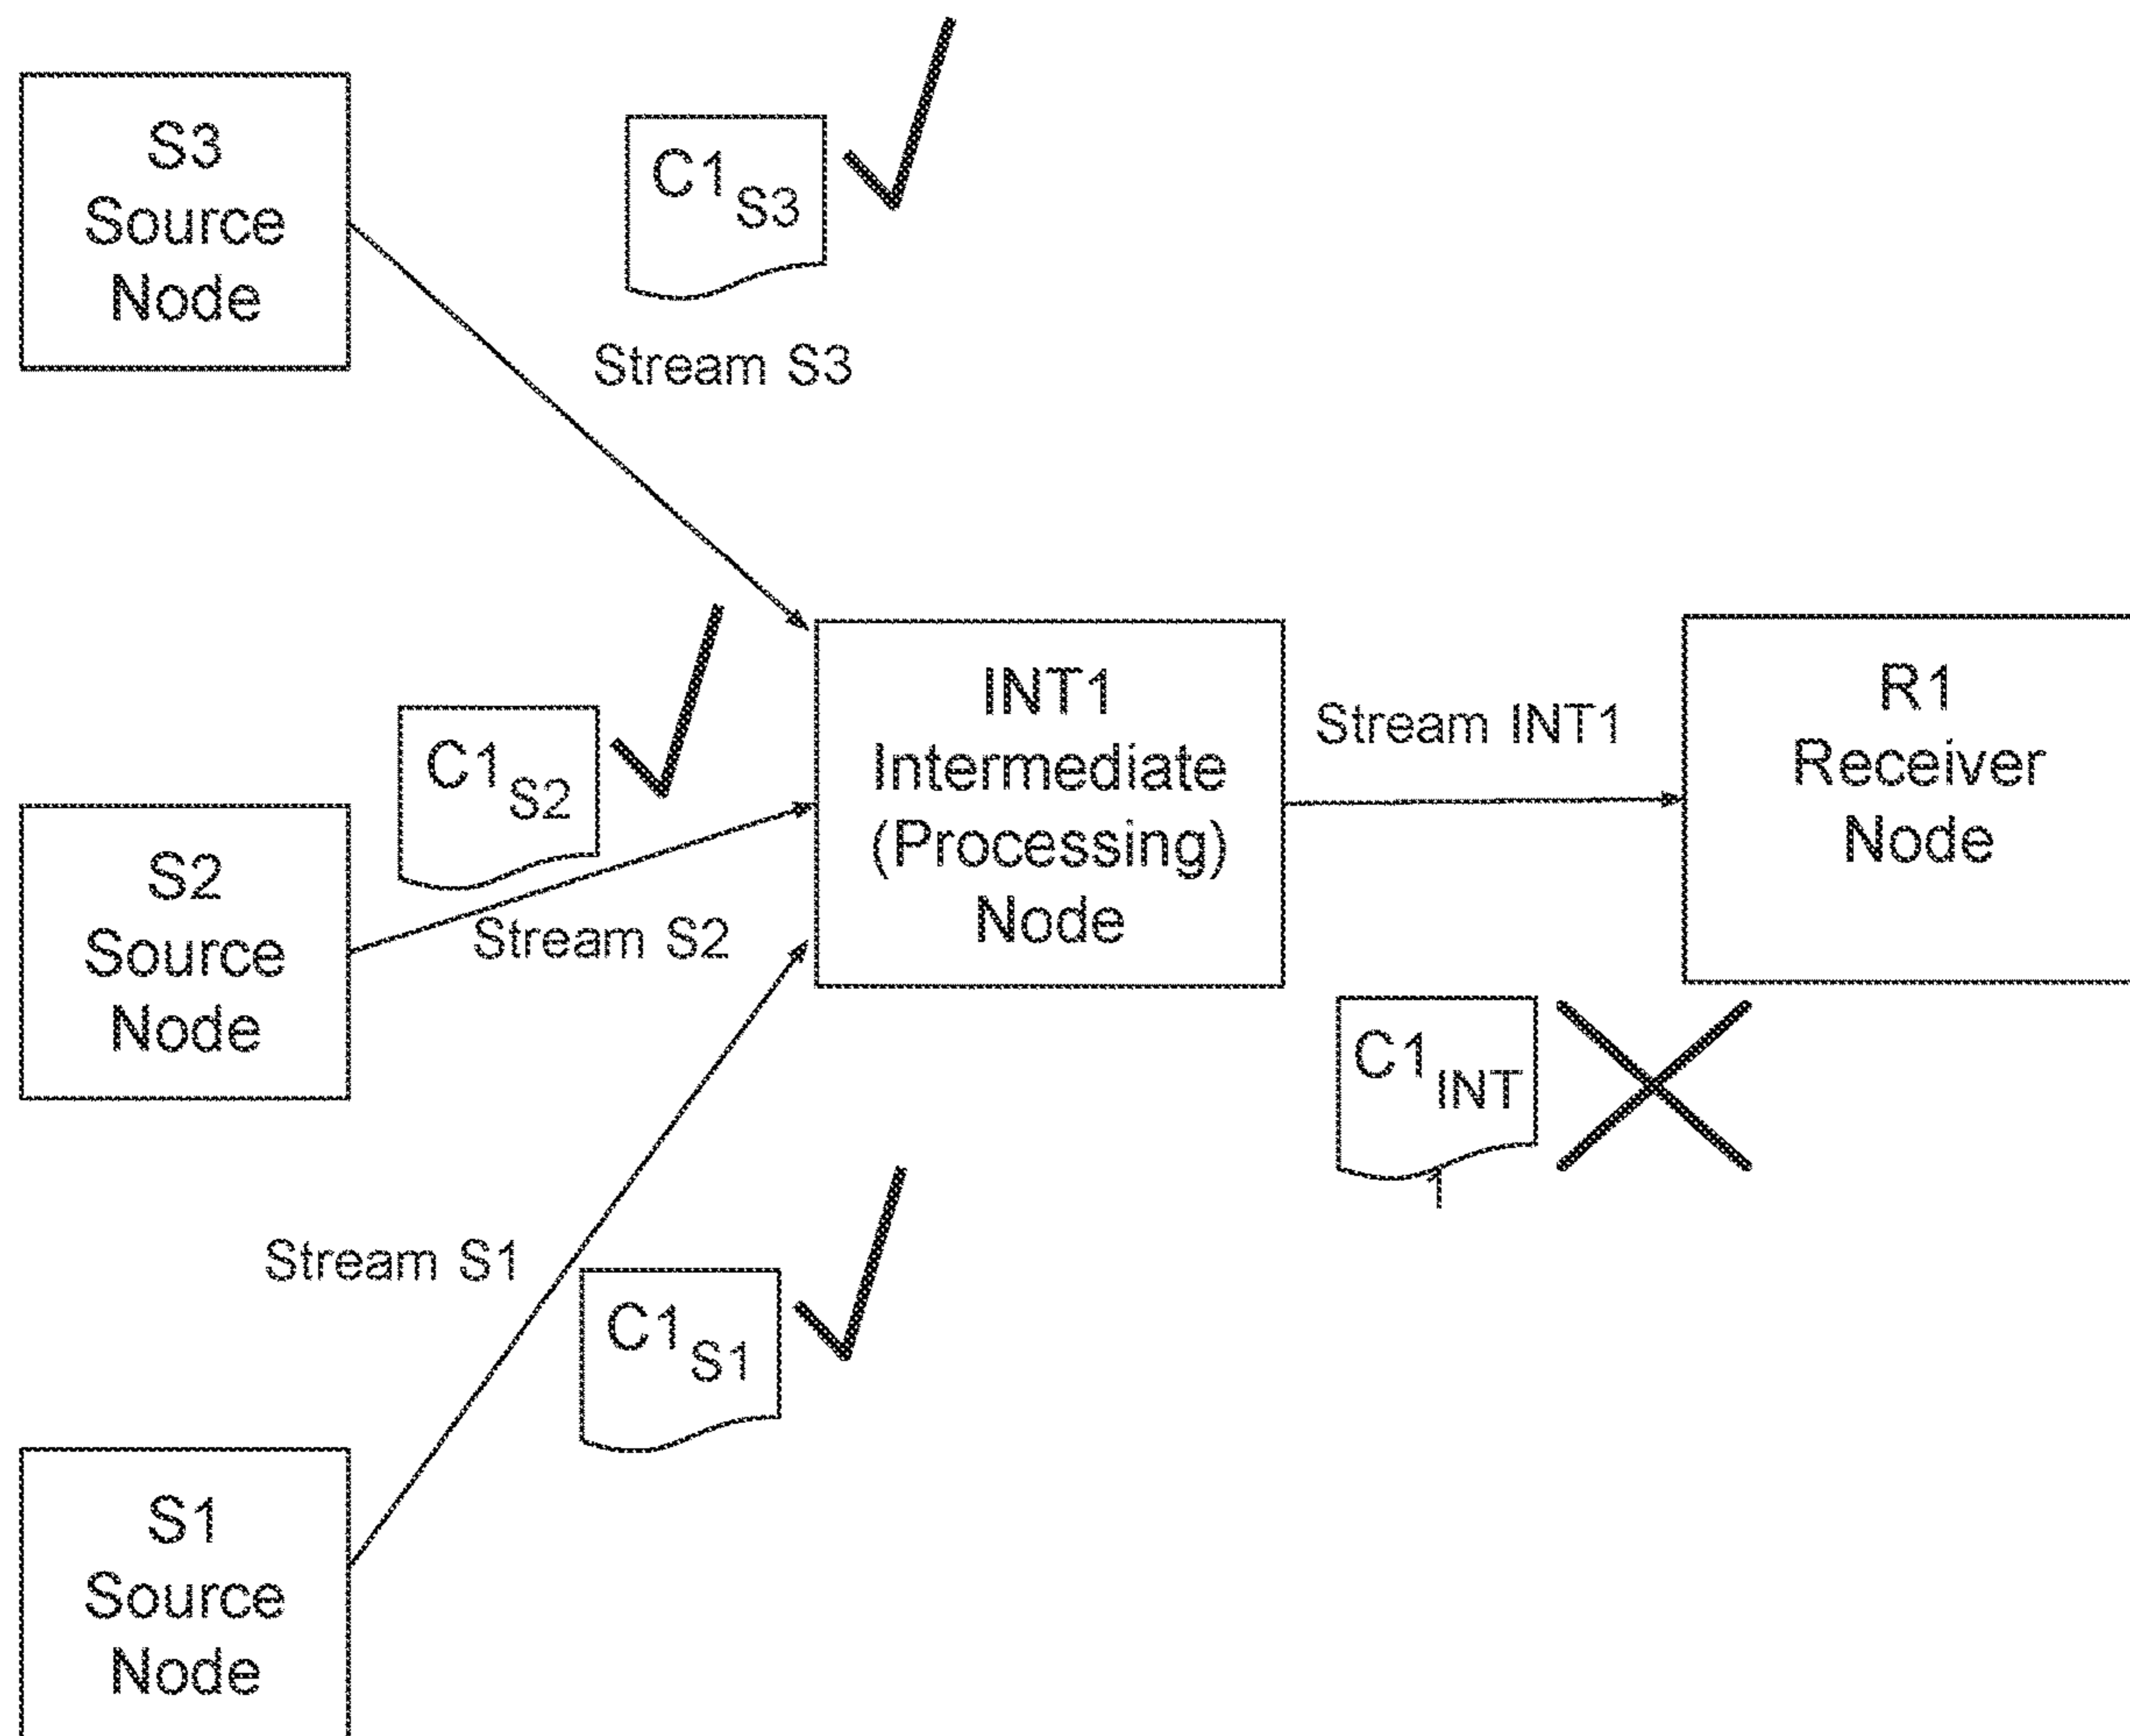 S3
Source
Node
C1S3
Stream S3
C1S2
S2
Source
Node
Stream S2
INT1
Intermediate
(Processing)
Node
Stream INT1
R1
Receiver
Node
C1INT
1
Stream S1
C1S1
S1
Source
Node